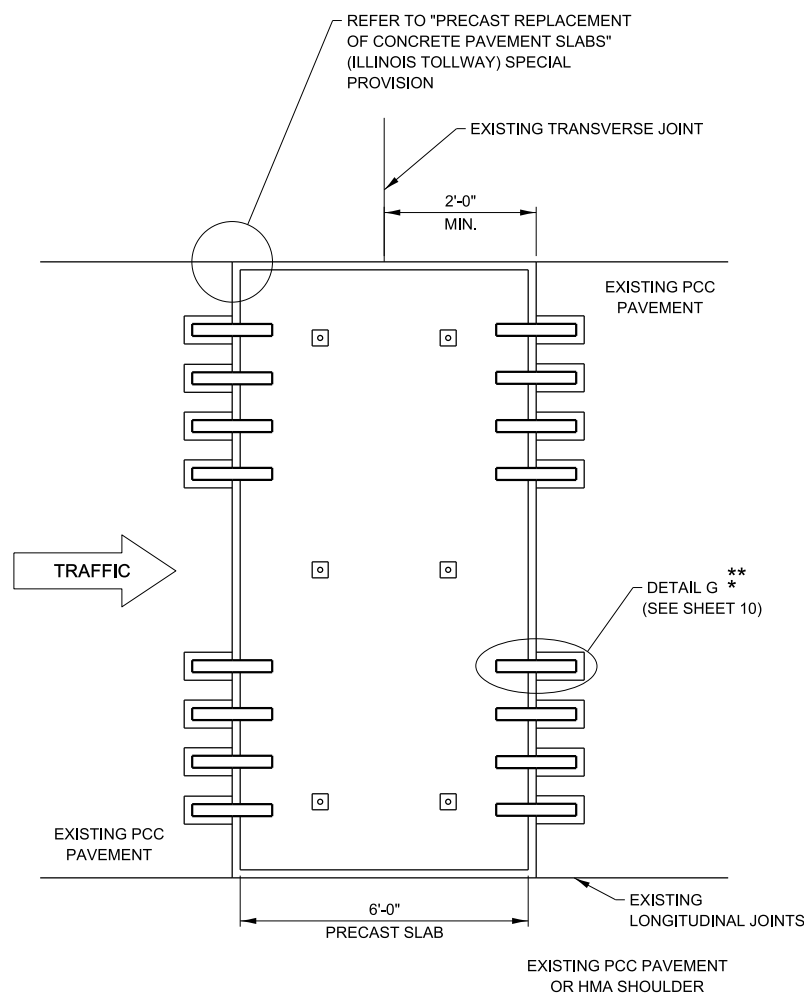 REFER TO "PRECAST REPLACEMENT
OF CONCRETE PAVEMENT SLABS"
(ILLINOIS TOLLWAY) SPECIAL
PROVISION
EXISTING TRANSVERSE JOINT
2'-0"
MIN.
EXISTING PCC
PAVEMENT
TRAFFIC
DETAIL G ***
(SEE SHEET 10)
EXISTING PCC
PAVEMENT
6'-0"
PRECAST SLAB
EXISTING
LONGITUDINAL JOINTS
EXISTING PCC PAVEMENT
OR HMA SHOULDER